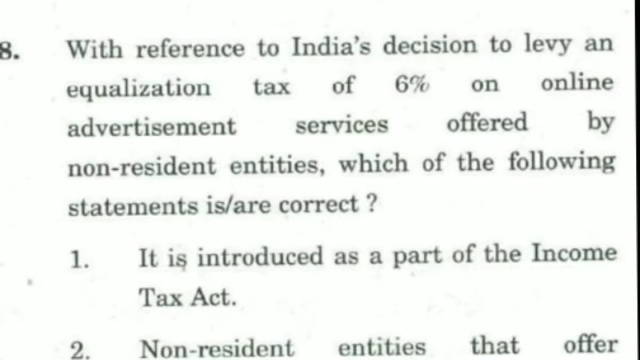 8. With reference to India's decision to levy an
equalization tax of 6% on online
advertisement services offered by
non-resident entities, which of the following
statements is/are correct ?
1. It is introduced as a part of the Income
Tax Act.
2. Non-resident entities that offer